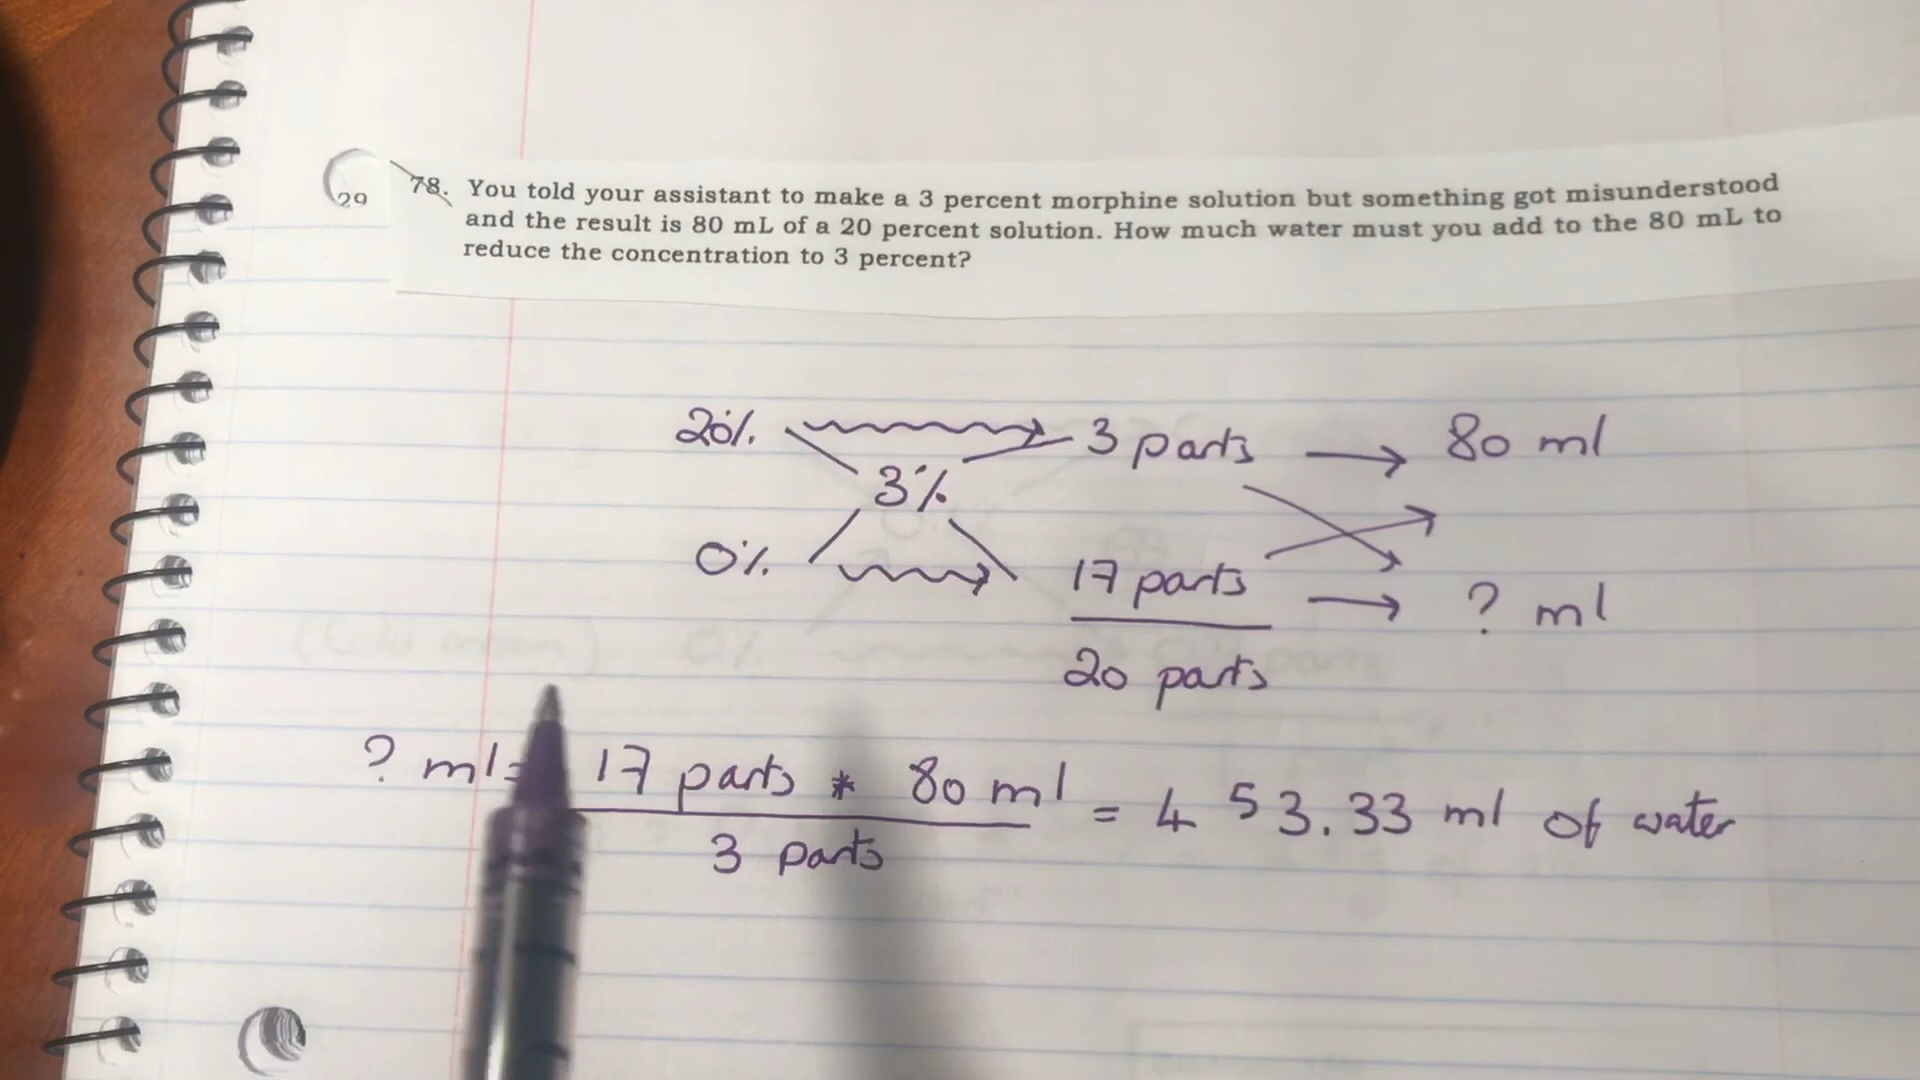 29 78. You told your assistant to make a 3 percent morphine solution but something got misunderstood
and the result is 80 mL of a 20 percent solution. How much water must you add to the 80 mL to
reduce the concentration to 3 percent?
20% 3 parts → 80 ml
3%
0% 17 parts → ? ml
20 parts
? ml = 17 parts * 80 ml = 453.33 ml of water
3 parts